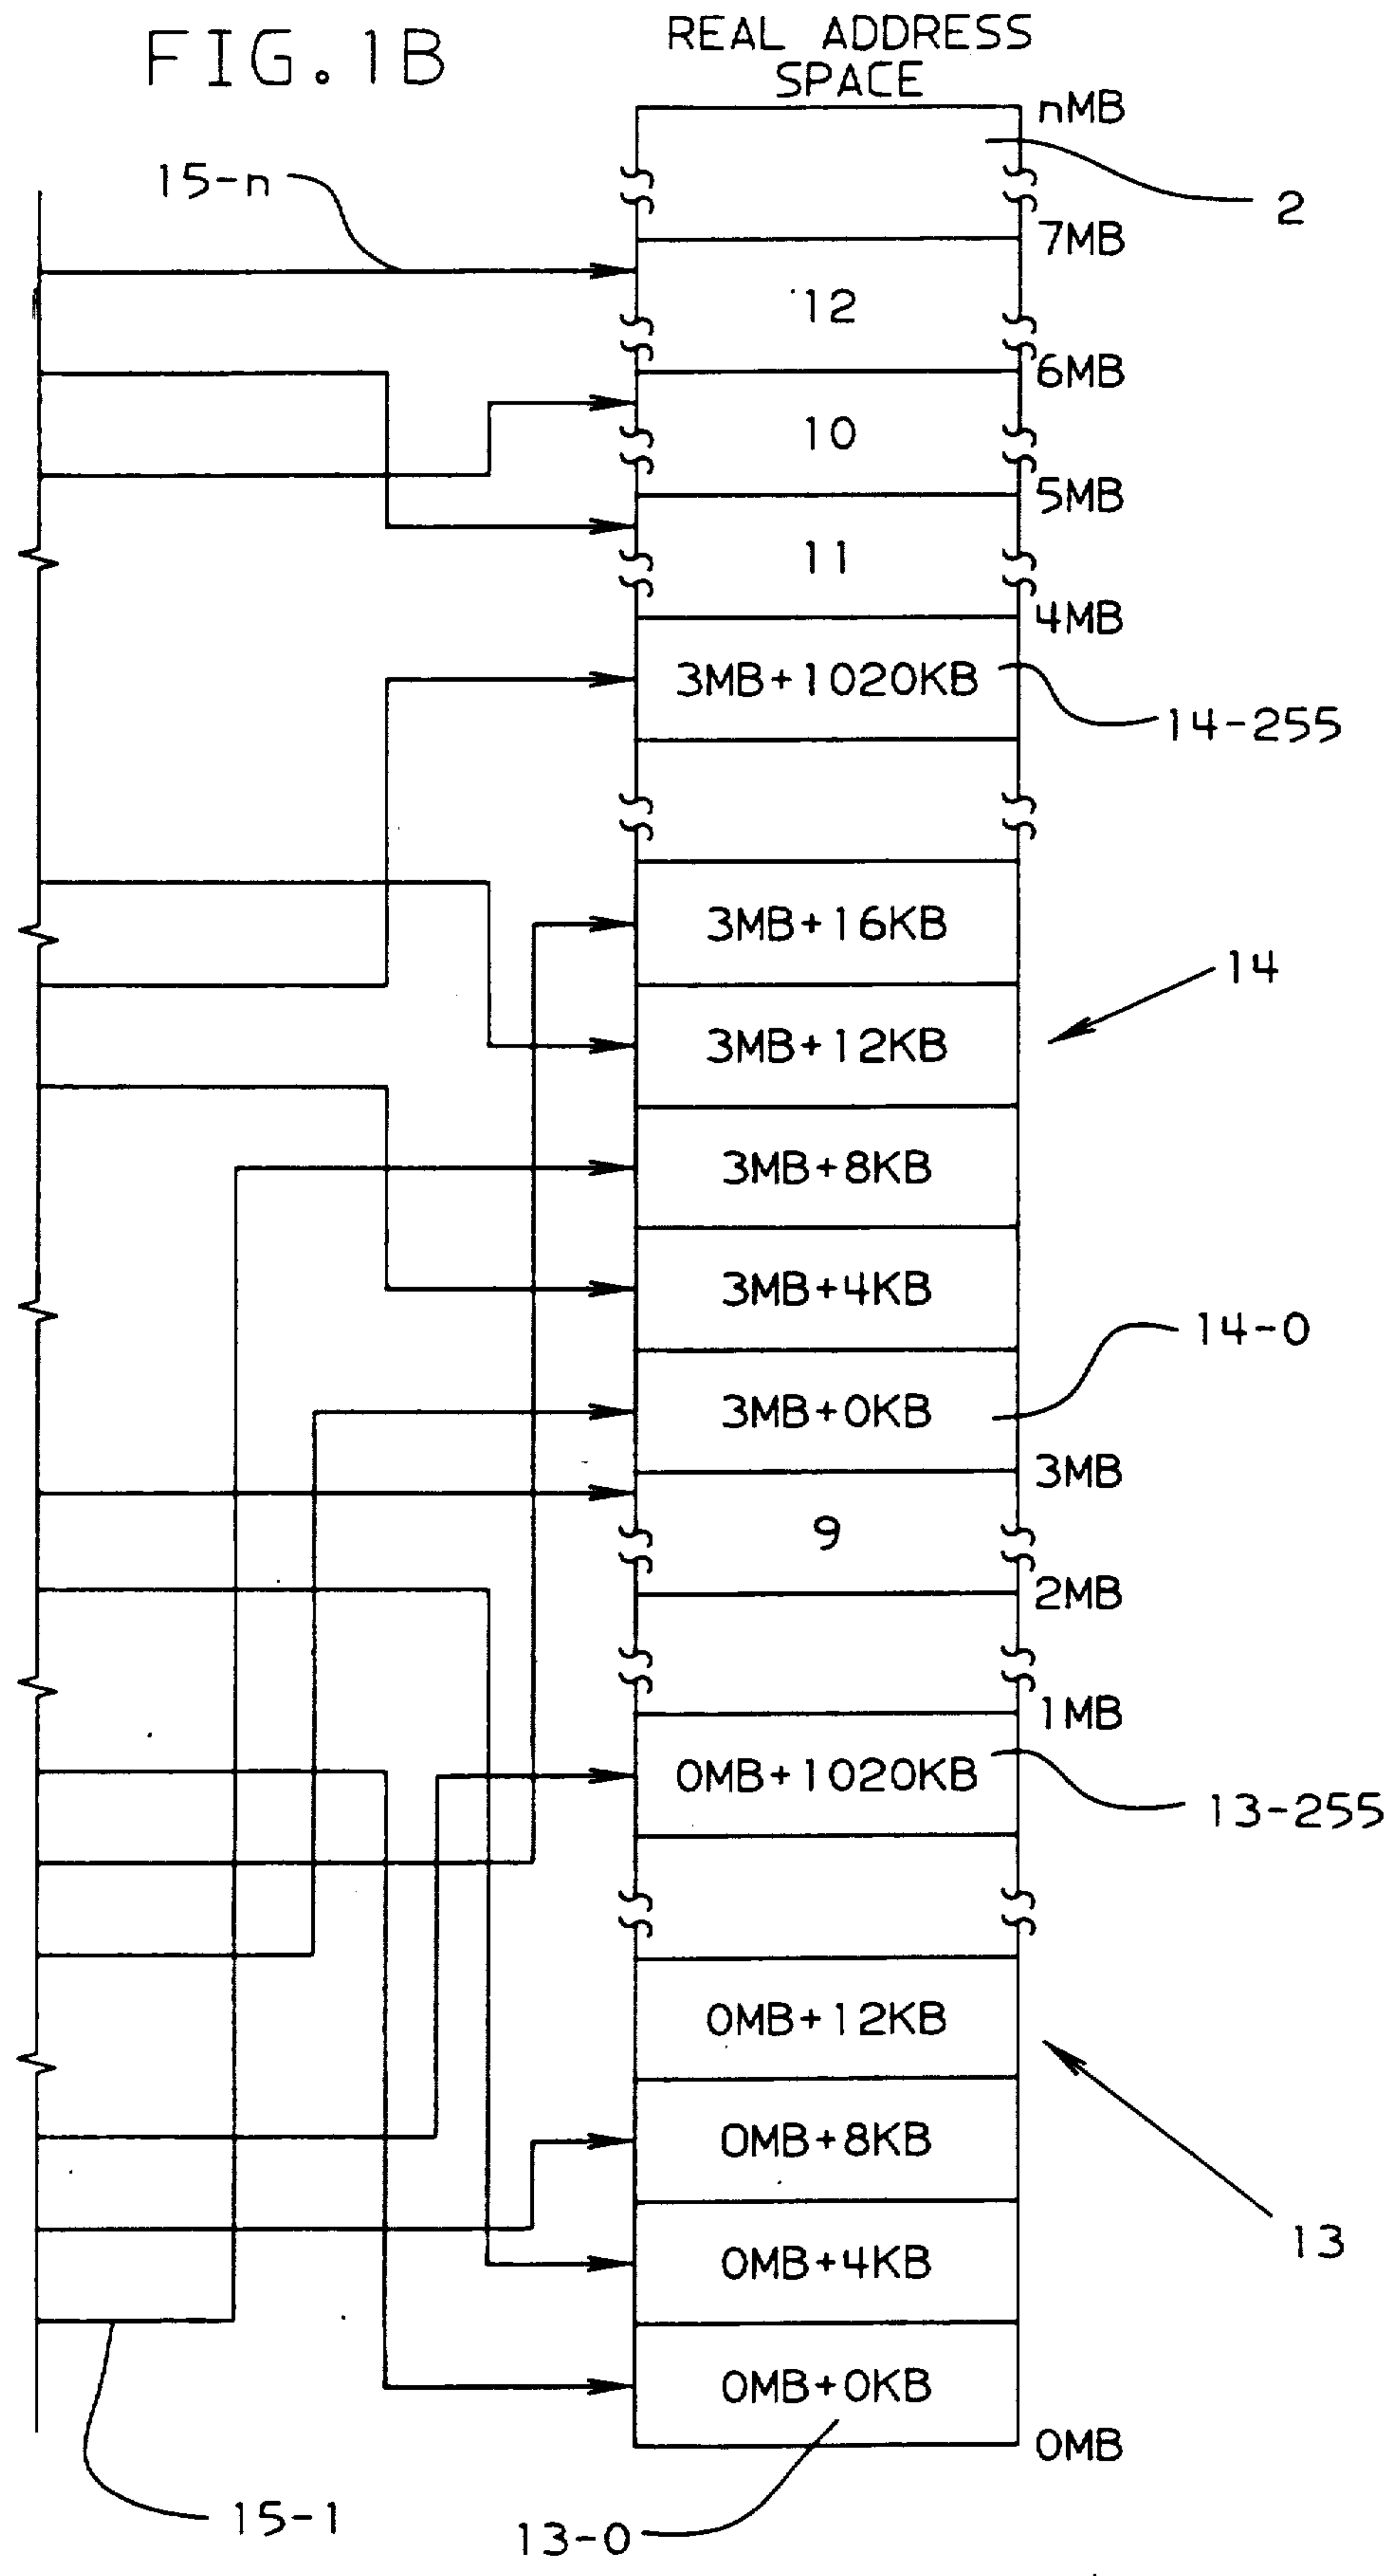 FIG.1B
REAL ADDRESS
SPACE
nMB
15-n
2
7MB
12
6MB
10
5MB
11
4MB
3MB+1020KB
14-255
3MB+16KB
14
3MB+12KB
3MB+8KB
3MB+4KB
14-0
3MB+0KB
3MB
9
2MB
1MB
0MB+1020KB
13-255
0MB+12KB
0MB+8KB
13
0MB+4KB
0MB+0KB
0MB
15-1
13-0